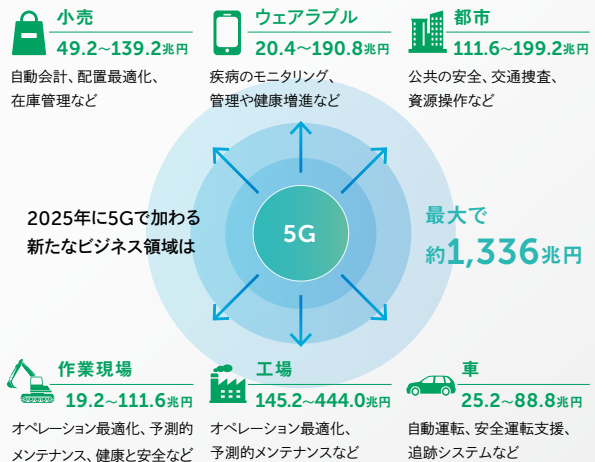 小売
49.2〜139.2兆円
自動会計、配置最適化、
在庫管理など
ウェアラブル
20.4〜190.8兆円
疾病のモニタリング、
管理や健康増進など
都市
111.6〜199.2兆円
公共の安全、交通捜査、
資源操作など
2025年に5Gで加わる
新たなビジネス領域は
5G
最大で
約1,336兆円
作業現場
19.2〜111.6兆円
オペレーション最適化、予測的
メンテナンス、健康と安全など
工場
145.2〜444.0兆円
オペレーション最適化、
予測的メンテナンスなど
車
25.2〜88.8兆円
自動運転、安全運転支援、
追跡システムなど